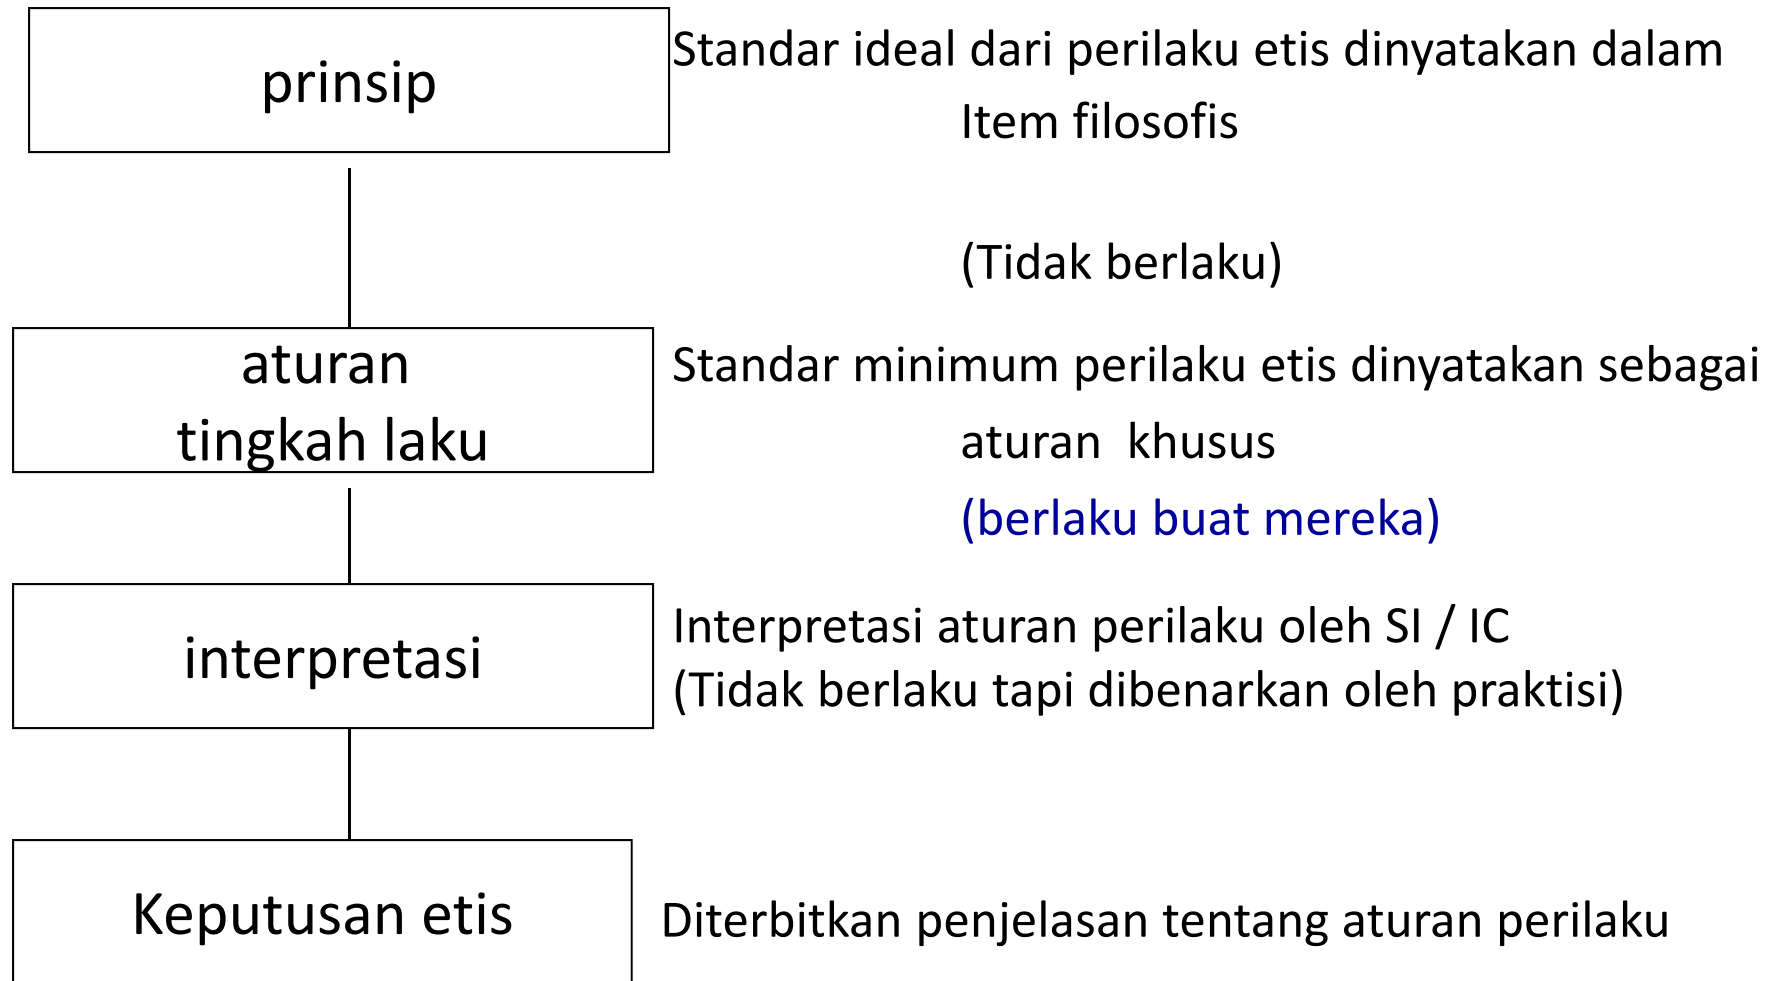 prinsip
Standar ideal dari perilaku etis dinyatakan dalam
Item filosofis
(Tidak berlaku)
aturan
tingkah laku
Standar minimum perilaku etis dinyatakan sebagai
aturan  khusus
(berlaku buat mereka)
interpretasi
Interpretasi aturan perilaku oleh SI / IC
(Tidak berlaku tapi dibenarkan oleh praktisi)
Keputusan etis
Diterbitkan penjelasan tentang aturan perilaku